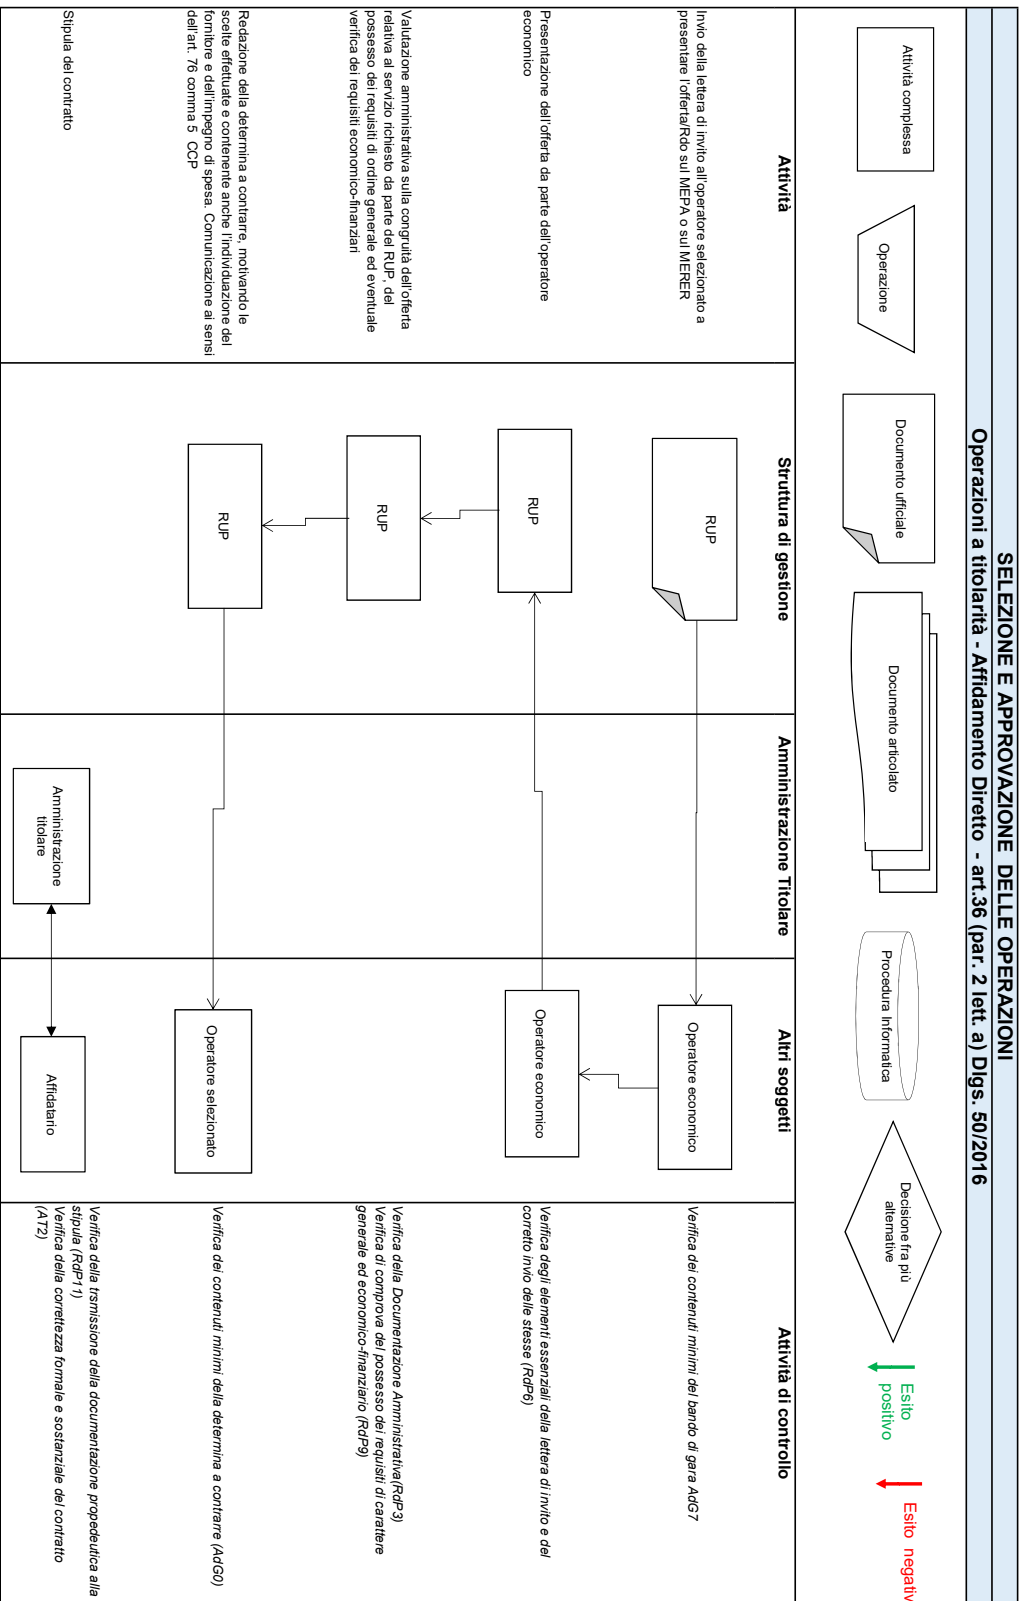 SELEZIONE E APPROVAZIONE DELLE OPERAZIONI
Operazioni a titolarità - Affidamento Diretto - art.36 (par. 2 lett. a) Dlgs. 50/2016
Attività complessa
Operazione
Documento ufficiale
Documento articolato
Procedura Informatica
Decisione fra più
alternative
Esito
positivo
Esito negativ
Attività
Struttura di gestione
Amministrazione Titolare
Altri soggetti
Attività di controllo
Invio della lettera di invito all'operatore selezionato a
presentare l'offerta/Rdo sul MEPA o sul MERER
RUP
Operatore economico
Verifica dei contenuti minimi del bando di gara AdG7
Presentazione dell'offerta da parte dell'operatore
economico
RUP
Operatore economico
Verifica degli elementi essenziali della lettera di invito e del
corretto invio delle stesse (RdP6)
Valutazione amministrativa sulla congruità dell'offerta
relativa al servizio richiesto da parte del RUP, del
possesso dei requisiti di ordine generale ed eventuale
verifica dei requisiti economico-finanziari
RUP
Verifica della Documentazione Amministrativa(RdP3)
Verifica di comprova del possesso dei requisiti di carattere
generale ed economico-finanziario (RdP9)
Redazione della determina a contrarre, motivando le
scelte effettuate e contenente anche l'individuazione del
fornitore e dell'impegno di spesa. Comunicazione ai sensi
dell'art. 76 comma 5 CCP
RUP
Operatore selezionato
Verifica dei contenuti minimi della determina a contrarre (AdG0)
Stipula del contratto
Amministrazione
titolare
Affidatario
Verifica della trsmissione della documentazione propedeutica alla
stipula (RdP11)
Verifica della correttezza formale e sostanziale del contratto
(AT2)